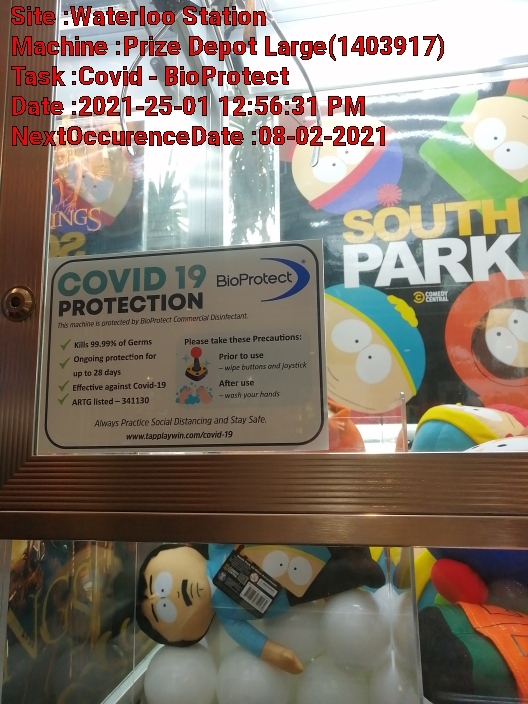 Site :Waterloo Station
Machine :Prize Depot Large(1403917)
Task :Covid - BioProtect
Date :2021-25-01 12:56:31 PM
NextOccurenceDate :08-02-2021
SOUTH
PARK
COMEDY
CENTRAL
COVID 19
PROTECTION
BioProtect®
This machine is protected by BioProtect Commercial Disinfectant.
✓ Kills 99.99% of Germs
✓ Ongoing protection for
up to 28 days
✓ Effective against Covid-19
✓ ARTG listed – 341130
Please take these Precautions:
Prior to use
– wipe buttons and joystick
After use
– wash your hands
Always Practice Social Distancing and Stay Safe.
www.tapplaywin.com/covid-19